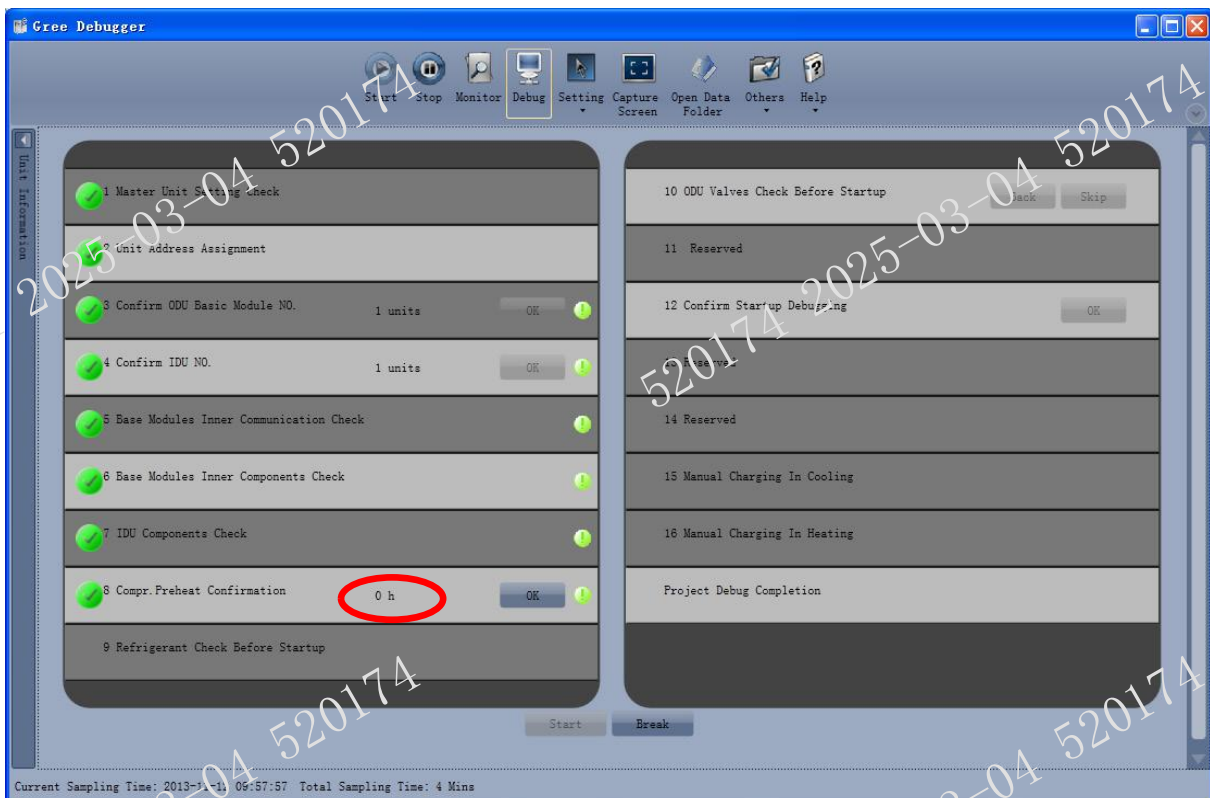 Gree Debugger
Start Stop Monitor Debug Setting Capture Screen Open Data Folder Others Help
Unit Information
1 Master Unit Setting Check
2 Unit Address Assignment
3 Confirm ODU Basic Module NO. 1 units OK
4 Confirm IDU NO. 1 units OK
5 Base Modules Inner Communication Check
6 Base Modules Inner Components Check
7 IDU Components Check
8 Compr.Preheat Confirmation 0 h OK
9 Refrigerant Check Before Startup
10 ODU Valves Check Before Startup Back Skip
11 Reserved
12 Confirm Startup Debugging OK
13 Reserved
14 Reserved
15 Manual Charging In Cooling
16 Manual Charging In Heating
Project Debug Completion
Start Break
Current Sampling Time: 09:57:57 Total Sampling Time: 4 Mins
2025-03-04 520174
520174 2025-03-04 520174
-04 520174
-04 520174